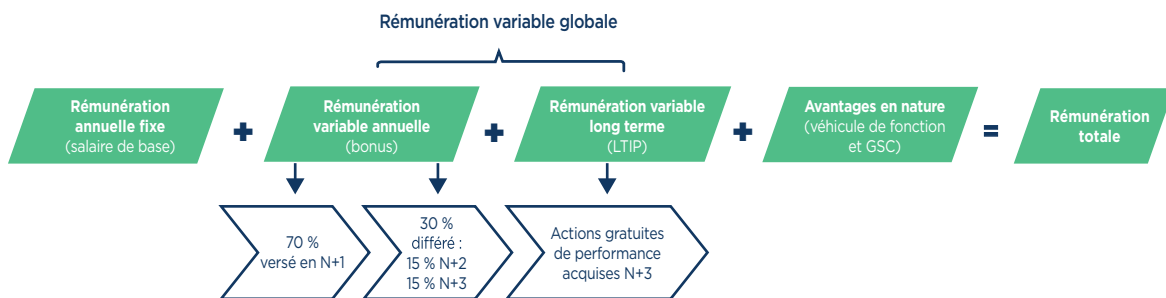 Rémunération variable globale
Rémunération
annuelle fixe
(salaire de base)
+
Rémunération
variable annuelle
(bonus)
+
Rémunération variable
long terme
(LTIP)
+
Avantages en nature
(véhicule de fonction
et GSC)
=
Rémunération
totale
70 %
versé en N+1
30 %
différé :
15 % N+2
15 % N+3
Actions gratuites
de performance
acquises N+3